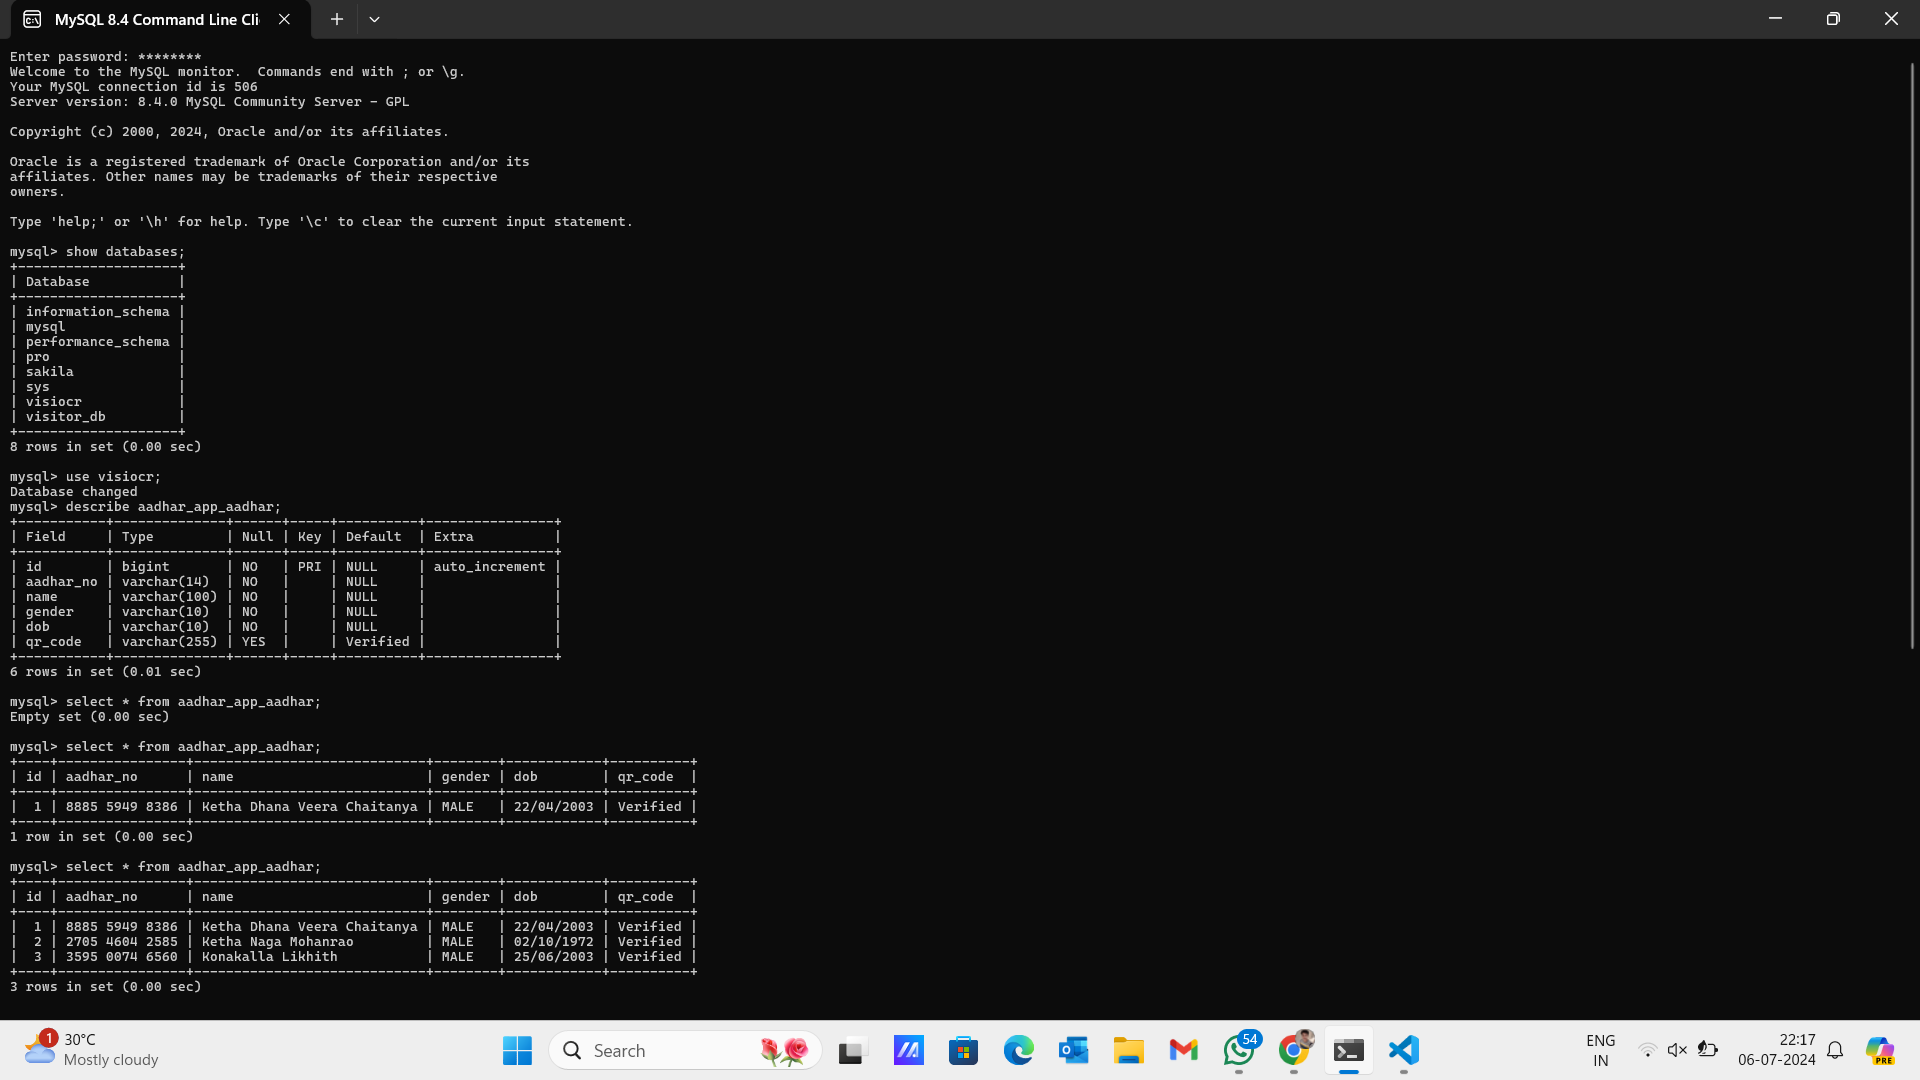 MySQL 8.4 Command Line Cli
Enter password: ********
Welcome to the MySQL monitor.  Commands end with ; or \g.
Your MySQL connection id is 506
Server version: 8.4.0 MySQL Community Server - GPL
Copyright (c) 2000, 2024, Oracle and/or its affiliates.
Oracle is a registered trademark of Oracle Corporation and/or its
affiliates. Other names may be trademarks of their respective
owners.
Type 'help;' or '\h' for help. Type '\c' to clear the current input statement.
mysql> show databases;
+--------------------+
| Database           |
+--------------------+
| information_schema |
| mysql              |
| performance_schema |
| pro                |
| sakila             |
| sys                |
| visiocr            |
| visitor_db         |
+--------------------+
8 rows in set (0.00 sec)
mysql> use visiocr;
Database changed
mysql> describe aadhar_app_aadhar;
+-----------+--------------+------+-----+----------+----------------+
| Field     | Type         | Null | Key | Default  | Extra          |
+-----------+--------------+------+-----+----------+----------------+
| id        | bigint       | NO   | PRI | NULL     | auto_increment |
| aadhar_no | varchar(14)  | NO   |     | NULL     |                |
| name      | varchar(100) | NO   |     | NULL     |                |
| gender    | varchar(10)  | NO   |     | NULL     |                |
| dob       | varchar(10)  | NO   |     | NULL     |                |
| qr_code   | varchar(255) | YES  |     | Verified |                |
+-----------+--------------+------+-----+----------+----------------+
6 rows in set (0.01 sec)
mysql> select * from aadhar_app_aadhar;
Empty set (0.00 sec)
mysql> select * from aadhar_app_aadhar;
+----+----------------+-----------------------------+--------+------------+----------+
| id | aadhar_no      | name                        | gender | dob        | qr_code  |
+----+----------------+-----------------------------+--------+------------+----------+
|  1 | 8885 5949 8386 | Ketha Dhana Veera Chaitanya | MALE   | 22/04/2003 | Verified |
+----+----------------+-----------------------------+--------+------------+----------+
1 row in set (0.00 sec)
mysql> select * from aadhar_app_aadhar;
+----+----------------+-----------------------------+--------+------------+----------+
| id | aadhar_no      | name                        | gender | dob        | qr_code  |
+----+----------------+-----------------------------+--------+------------+----------+
|  1 | 8885 5949 8386 | Ketha Dhana Veera Chaitanya | MALE   | 22/04/2003 | Verified |
|  2 | 2705 4604 2585 | Ketha Naga Mohanrao         | MALE   | 02/10/1972 | Verified |
|  3 | 3595 0074 6560 | Konakalla Likhith           | MALE   | 25/06/2003 | Verified |
+----+----------------+-----------------------------+--------+------------+----------+
3 rows in set (0.00 sec)
1
30°C
Mostly cloudy
Search
54
ENG
IN
22:17
06-07-2024
PRE